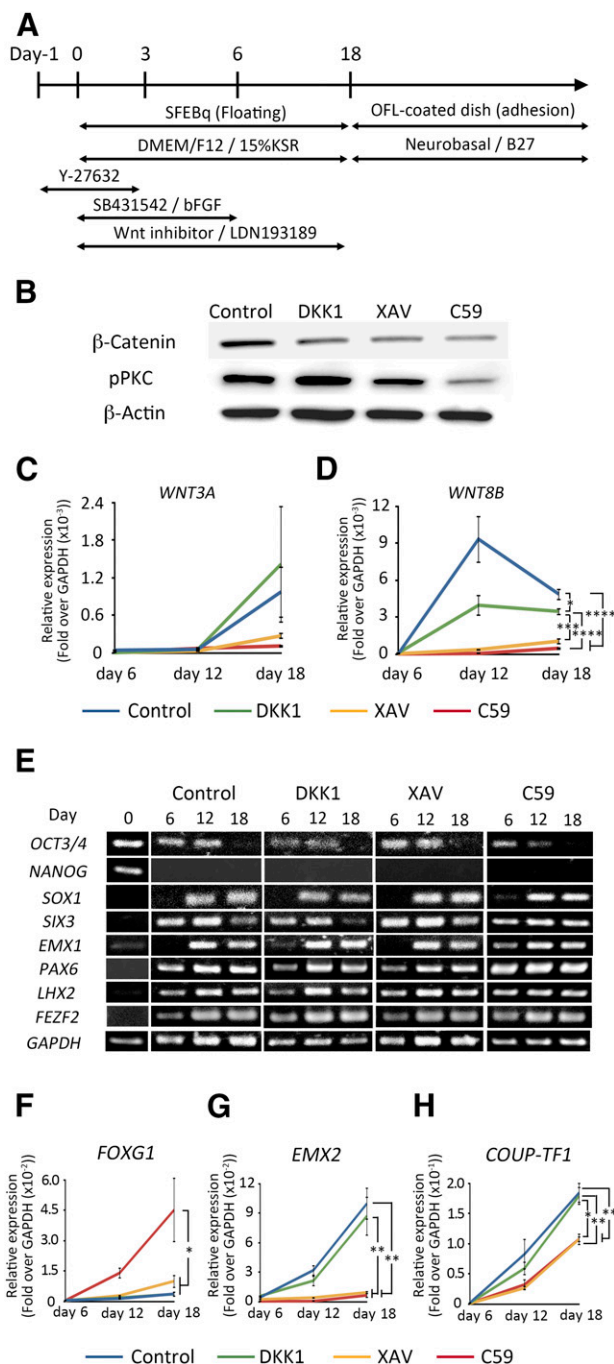 A
Day-1 0 3 6 18
SFEBq (Floating) OFL-coated dish (adhesion)
DMEM/F12 / 15%KSR Neurobasal / B27
Y-27632
SB431542 / bFGF
Wnt inhibitor / LDN193189
B
Control DKK1 XAV C59
β-Catenin
pPKC
β-Actin
C
WNT3A
Relative expression
(Fold over GAPDH (x10⁻³))
2.4
1.8
1.2
0.6
0
day 6 day 12 day 18
D
WNT8B
Relative expression
(Fold over GAPDH (x10⁻³))
12
9
6
3
0
* **** *** ****
day 6 day 12 day 18
Control DKK1 XAV C59
E
Control DKK1 XAV C59
Day 0 6 12 18 6 12 18 6 12 18 6 12 18
OCT3/4
NANOG
SOX1
SIX3
EMX1
PAX6
LHX2
FEZF2
GAPDH
F
FOXG1
Relative expression
(Fold over GAPDH (x10⁻²))
6.0
4.5
3.0
1.5
0
*
day 6 day 12 day 18
G
EMX2
Relative expression
(Fold over GAPDH (x10⁻²))
12
9
6
3
0
** **
day 6 day 12 day 18
H
COUP-TF1
Relative expression
(Fold over GAPDH (x10⁻¹))
2.0
1.5
1.0
0.5
0
day 6 day 12 day 18
Control DKK1 XAV C59